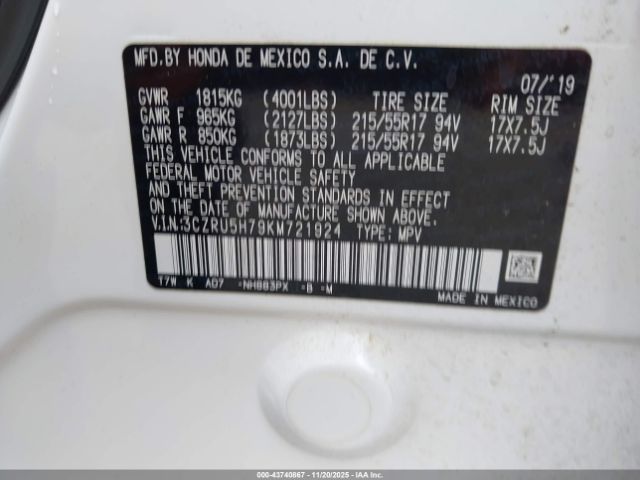 MFD.BY HONDA DE MEXICO S.A. DE C.V.
07/'19
GVWR 1815KG (4001LBS) TIRE SIZE RIM SIZE
GAWR F 965KG (2127LBS) 215/55R17 94V 17X7.5J
GAWR R 850KG (1873LBS) 215/55R17 94V 17X7.5J
THIS VEHICLE CONFORMS TO ALL APPLICABLE
FEDERAL MOTOR VEHICLE SAFETY
AND THEFT PREVENTION STANDARDS IN EFFECT
ON THE DATE OF MANUFACTURE SHOWN ABOVE.
V.I.N:3CZRU5H79KM721924 TYPE: MPV
T7W K AD7 *NH883PX *B *M
MADE IN MEXICO
000-43740867 - 11/20/2025 - IAAI.COM